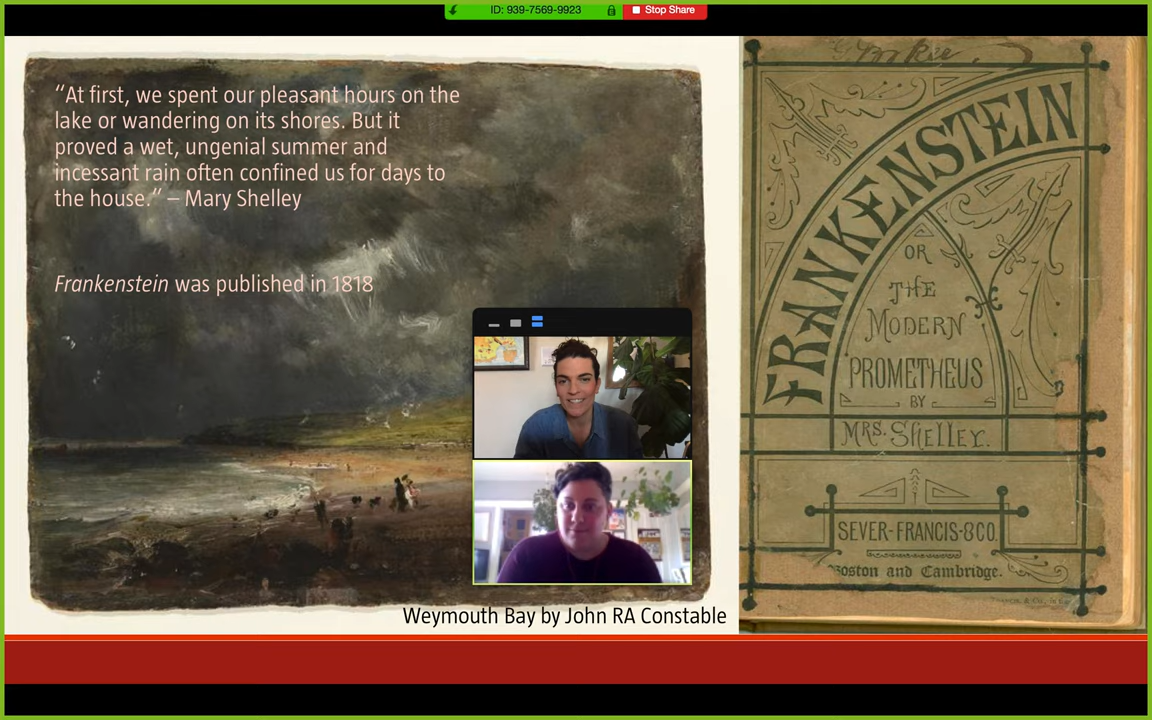 ID: 939-7569-9923
Stop Share
“At first, we spent our pleasant hours on the
lake or wandering on its shores. But it
proved a wet, ungenial summer and
incessant rain often confined us for days to
the house.“ – Mary Shelley
Frankenstein was published in 1818
Weymouth Bay by John RA Constable
FRANKENSTEIN
OR
THE
MODERN
PROMETHEUS
BY
MRS. SHELLEY.
SEVER·FRANCIS·&CO.
Boston and Cambridge.